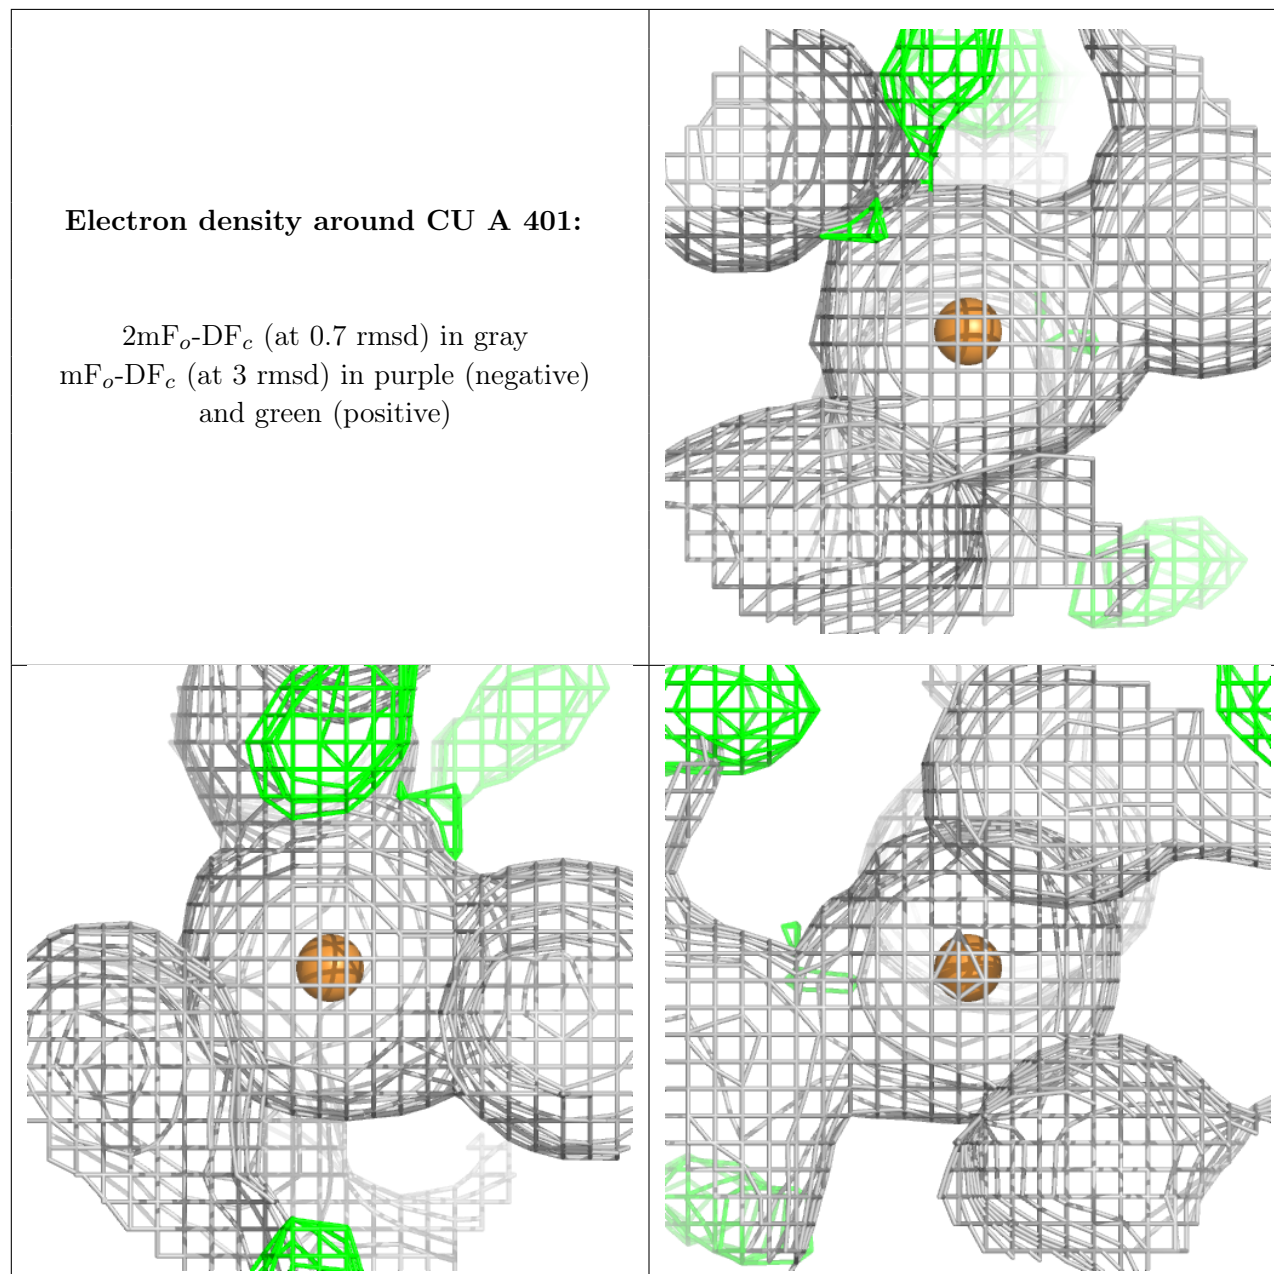 Electron density around CU A 401:
2mFₒ-DF𝒸 (at 0.7 rmsd) in gray
mFₒ-DF𝒸 (at 3 rmsd) in purple (negative)
and green (positive)